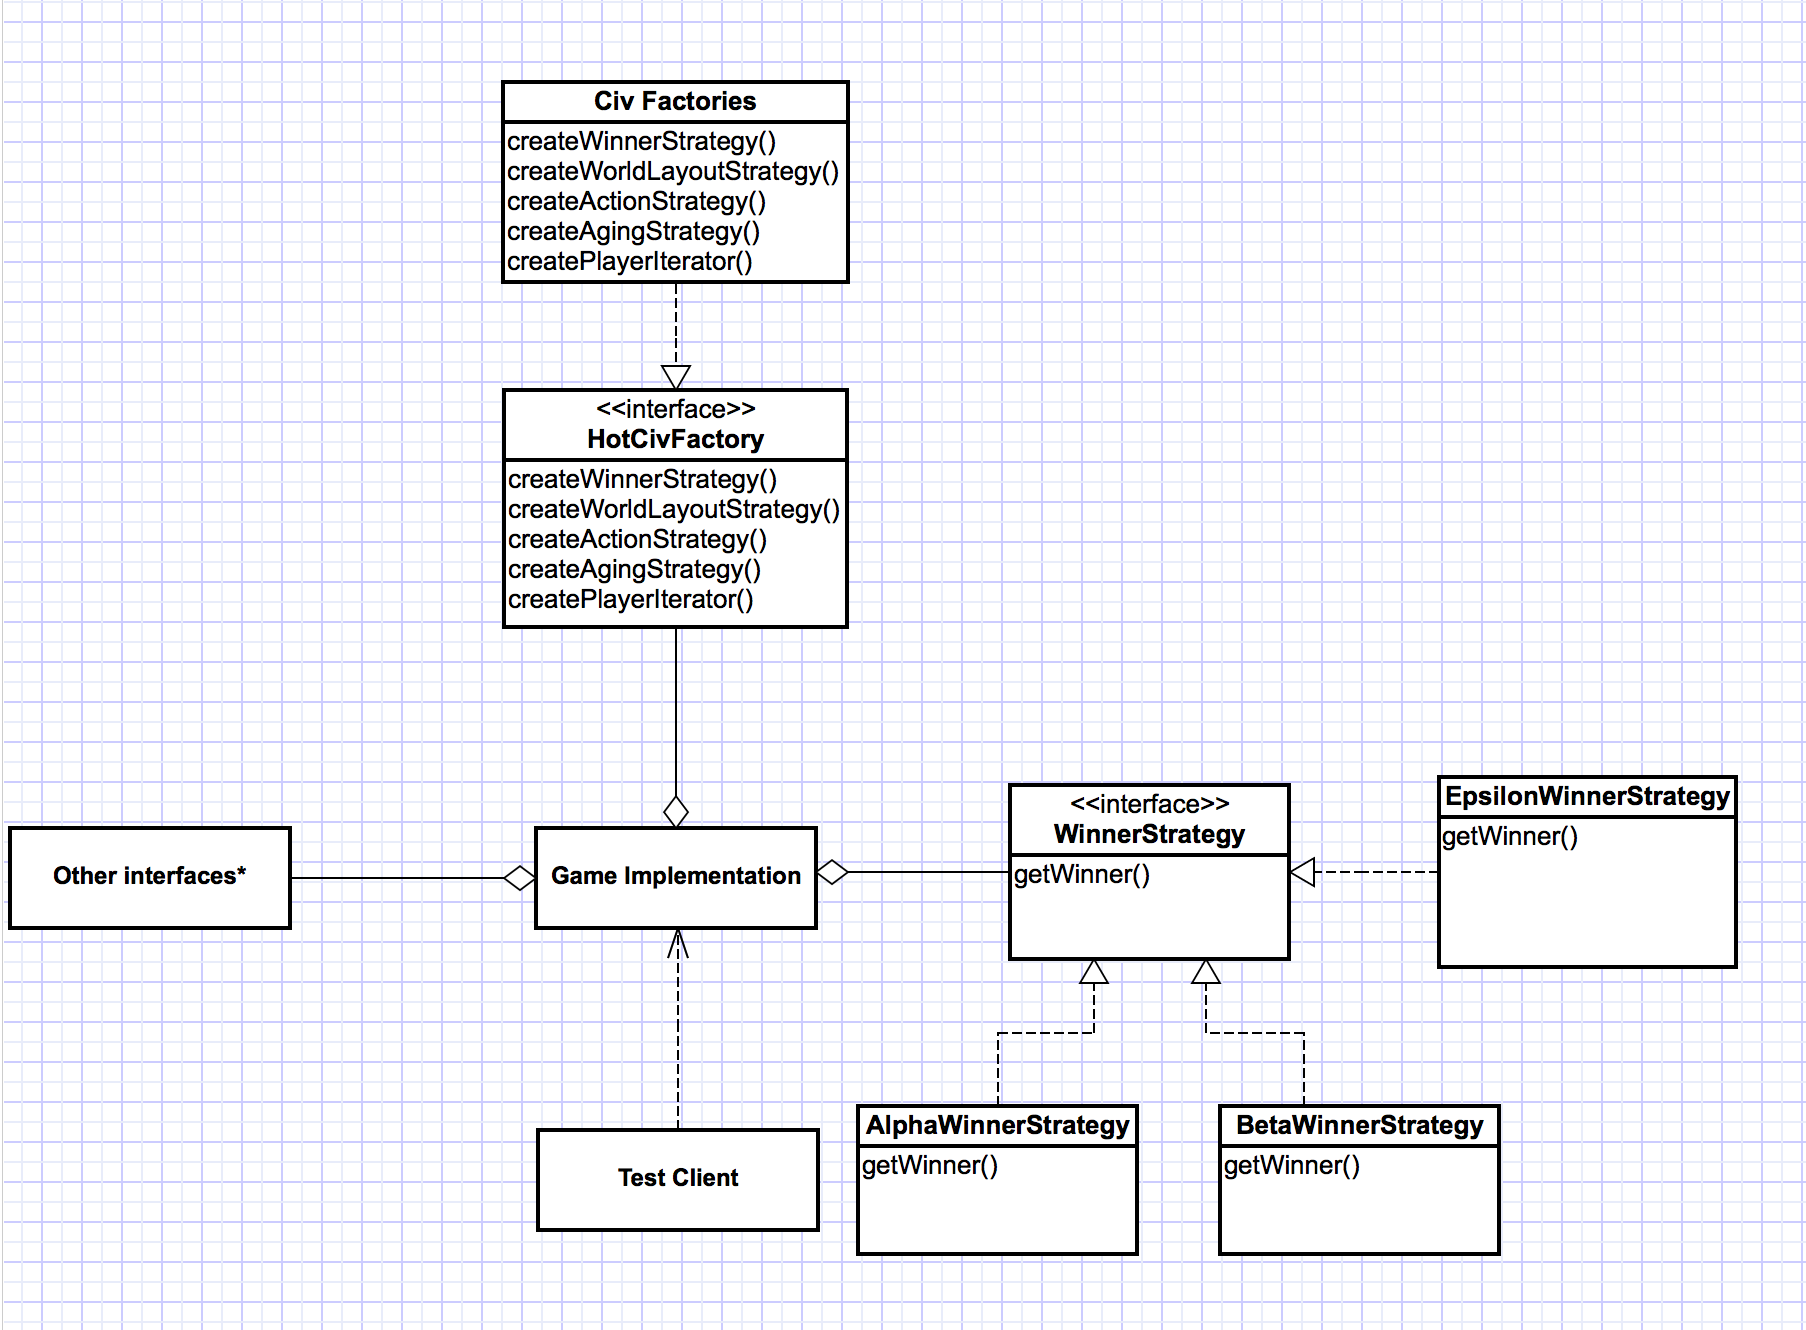 Civ Factories
createWinnerStrategy()
createWorldLayoutStrategy()
createActionStrategy()
createAgingStrategy()
createPlayerIterator()
<<interface>>
HotCivFactory
createWinnerStrategy()
createWorldLayoutStrategy()
createActionStrategy()
createAgingStrategy()
createPlayerIterator()
Other interfaces*
Game Implementation
<<interface>>
WinnerStrategy
getWinner()
EpsilonWinnerStrategy
getWinner()
Test Client
AlphaWinnerStrategy
getWinner()
BetaWinnerStrategy
getWinner()